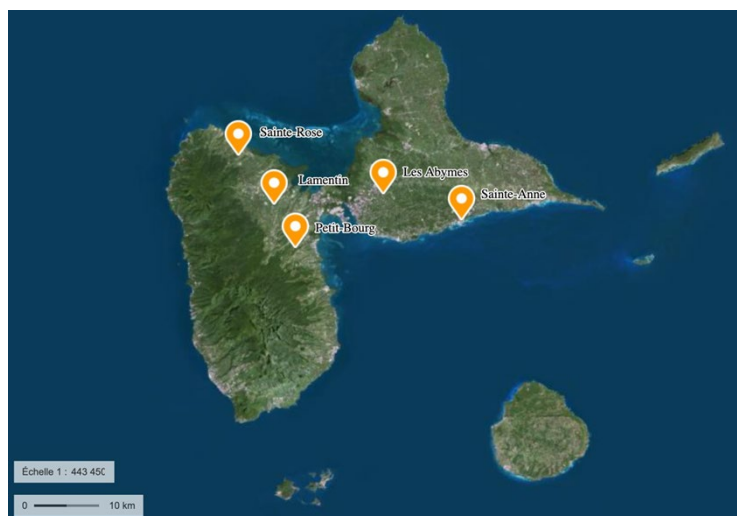 Sainte-Rose
Les Abymes
Lamentin
Sainte-Anne
Petit-Bourg
Échelle 1 : 443 450
0 10 km